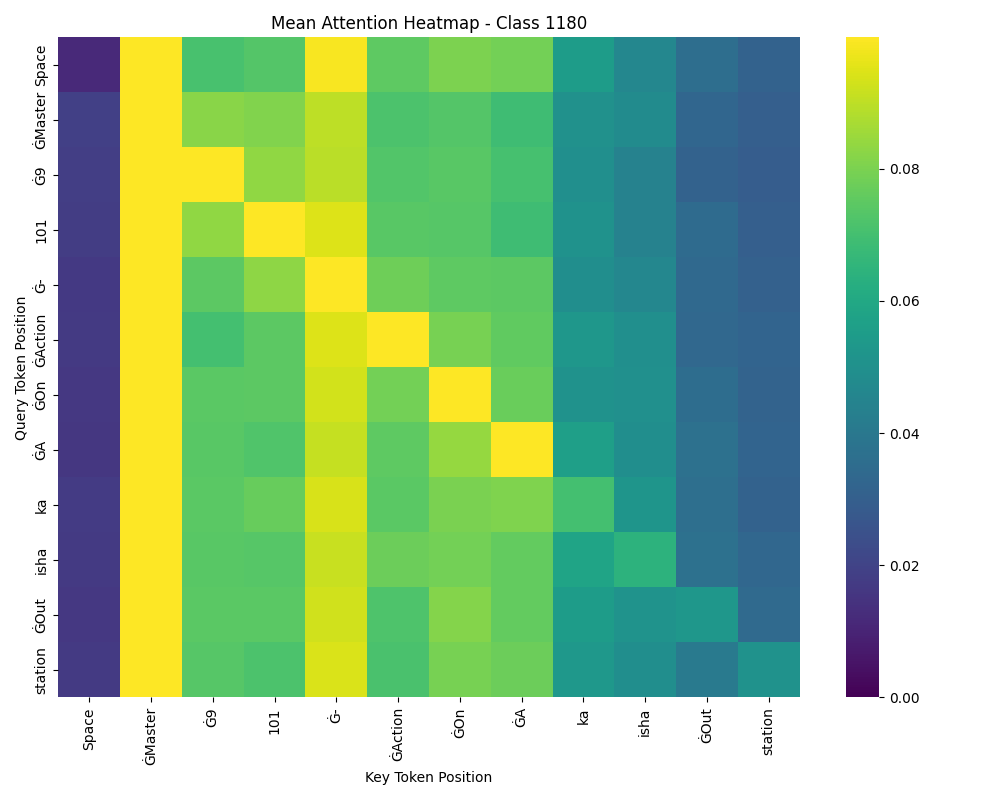 Mean Attention Heatmap - Class 1180
Query Token Position
Space
ĠMaster
Ġ9
101
Ġ-
ĠAction
ĠOn
ĠA
ka
isha
ĠOut
station
Space
ĠMaster
Ġ9
101
Ġ-
ĠAction
ĠOn
ĠA
ka
isha
ĠOut
station
Key Token Position
0.08
0.06
0.04
0.02
0.00